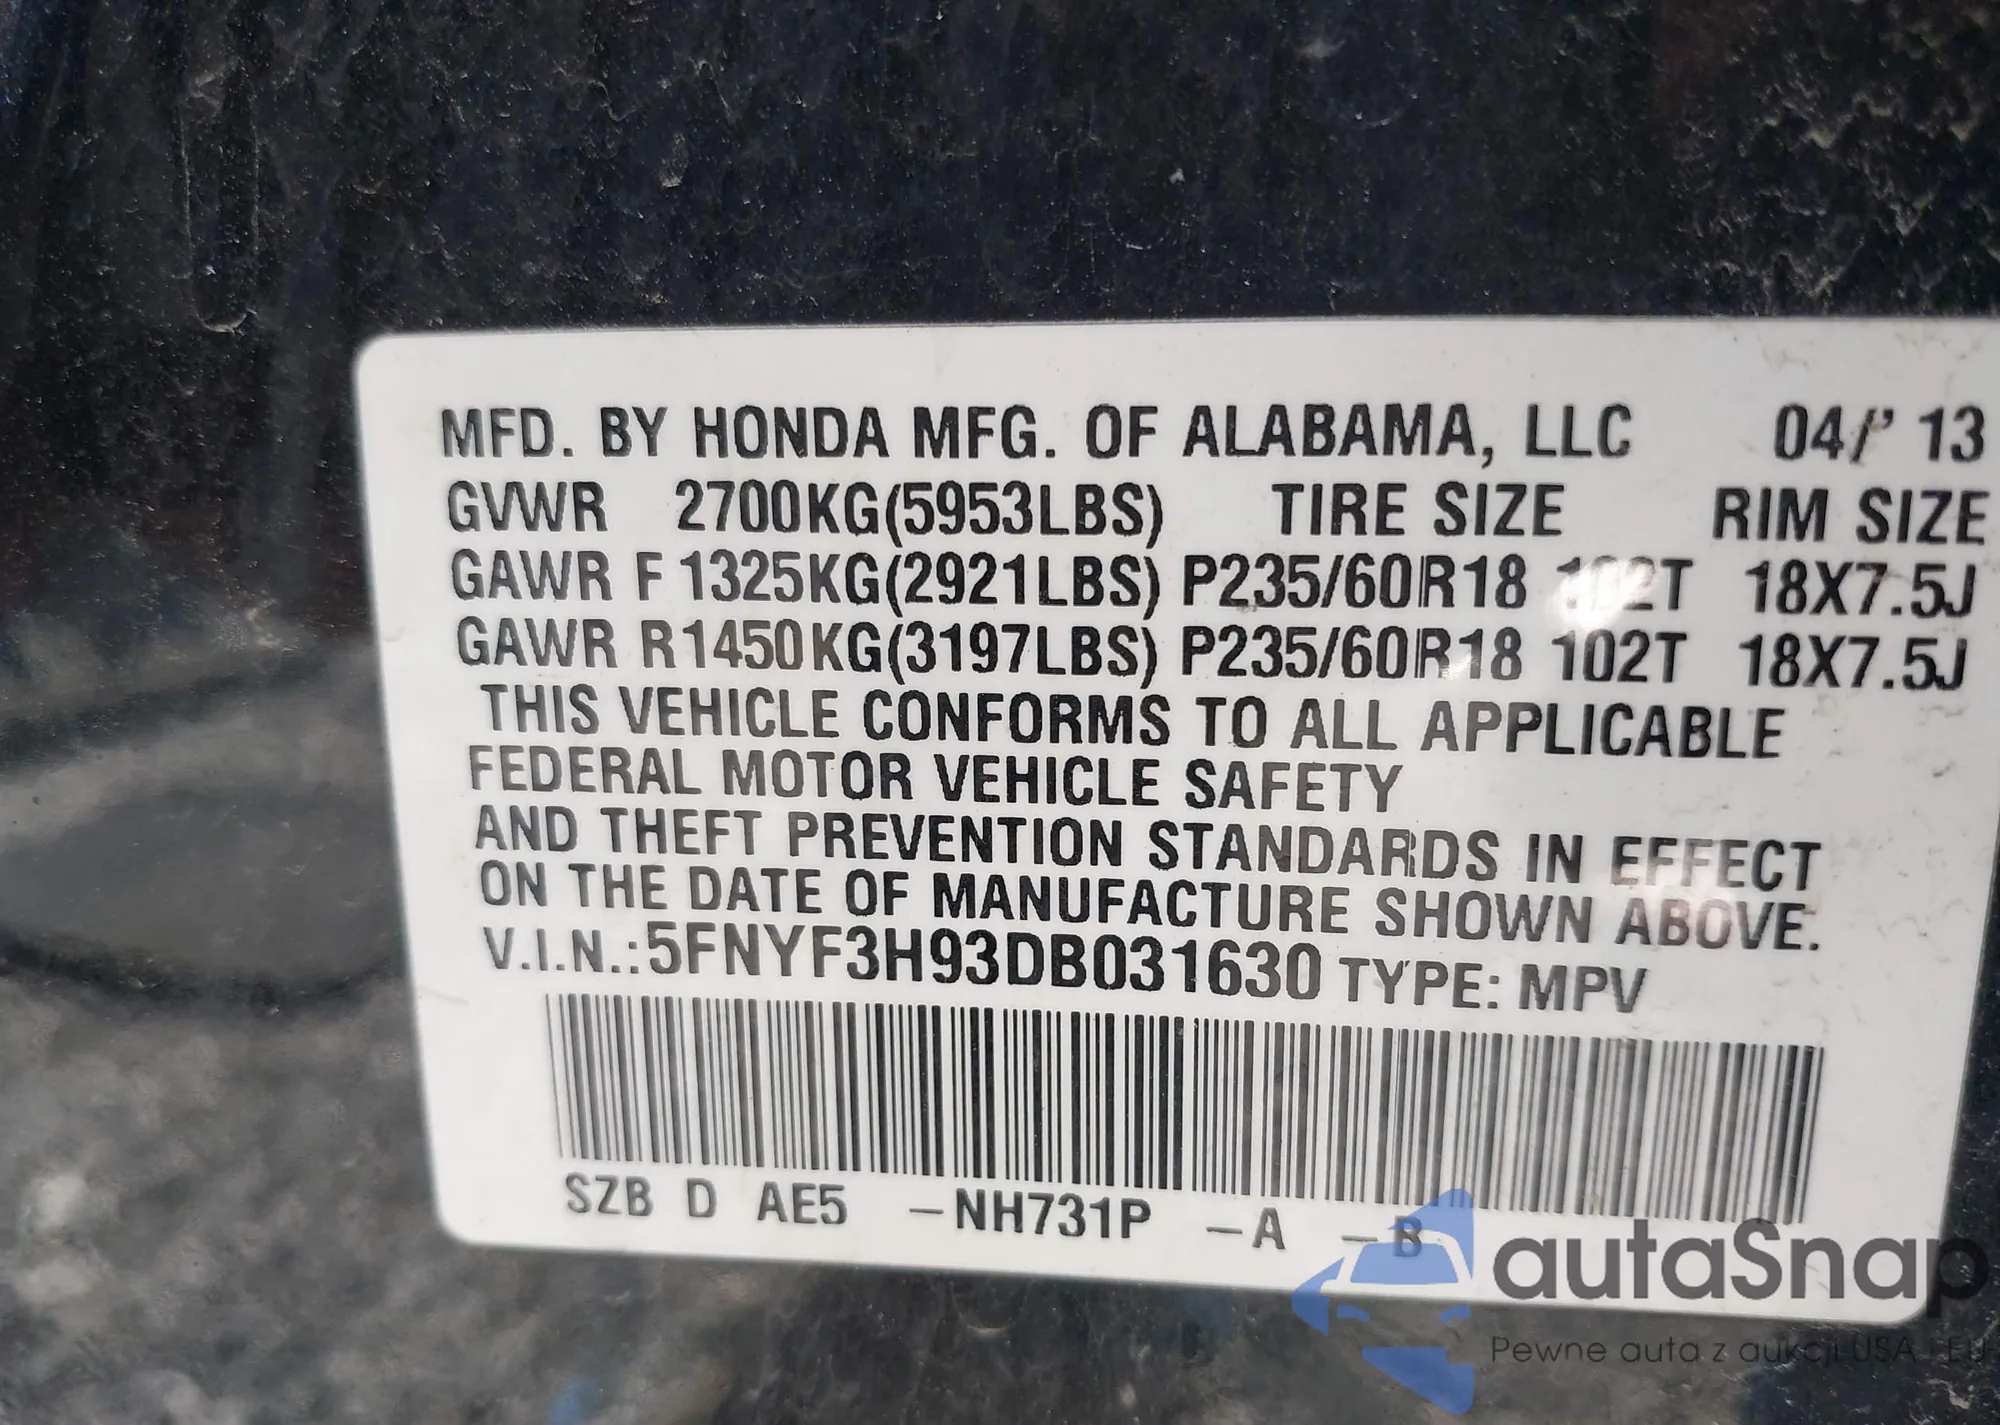 MFD. BY HONDA MFG. OF ALABAMA, LLC 04/' 13
GVWR 2700KG(5953LBS) TIRE SIZE RIM SIZE
GAWR F 1325KG(2921LBS) P235/60R18 102T 18X7.5J
GAWR R1450KG(3197LBS) P235/60R18 102T 18X7.5J
THIS VEHICLE CONFORMS TO ALL APPLICABLE
FEDERAL MOTOR VEHICLE SAFETY
AND THEFT PREVENTION STANDARDS IN EFFECT
ON THE DATE OF MANUFACTURE SHOWN ABOVE.
V.I.N.:5FNYF3H93DB031630 TYPE: MPV
SZB D AE5 -NH731P -A -B
autaSnap
Pewne auta z aukcji USA i EU